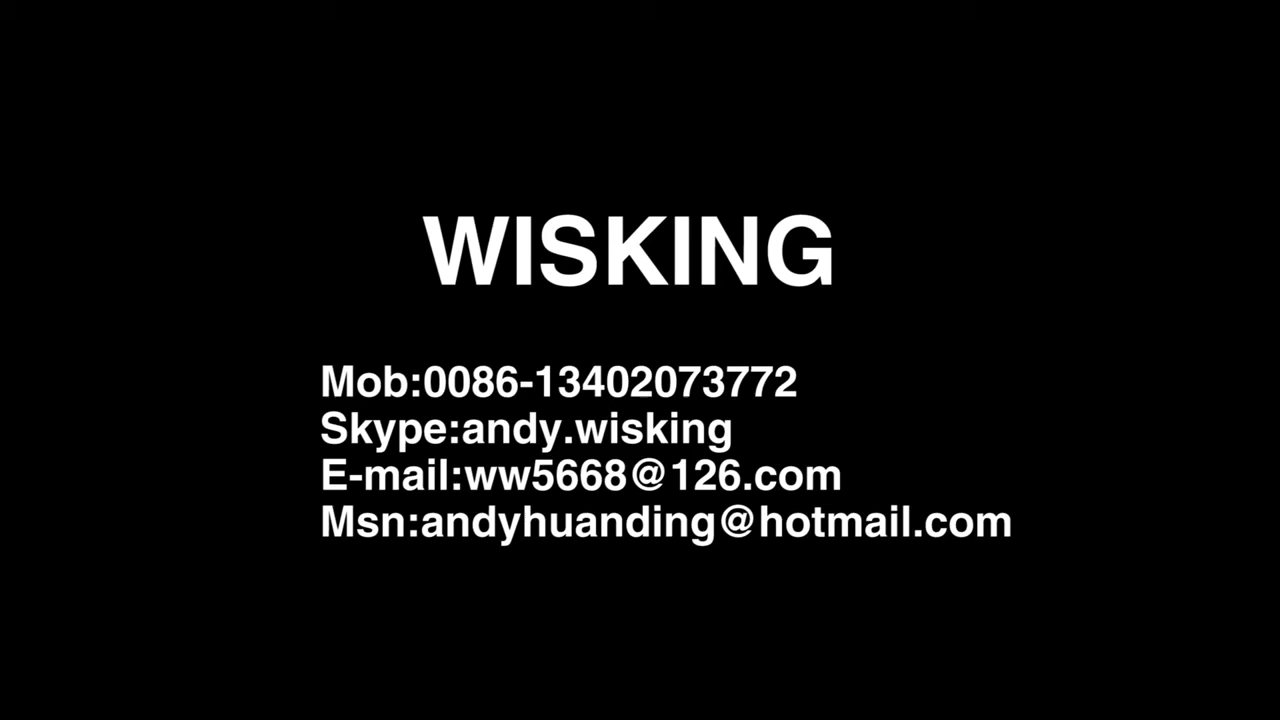 WISKING
Mob:0086-13402073772
Skype:andy.wisking
E-mail:ww5668@126.com
Msn:andyhuanding@hotmail.com